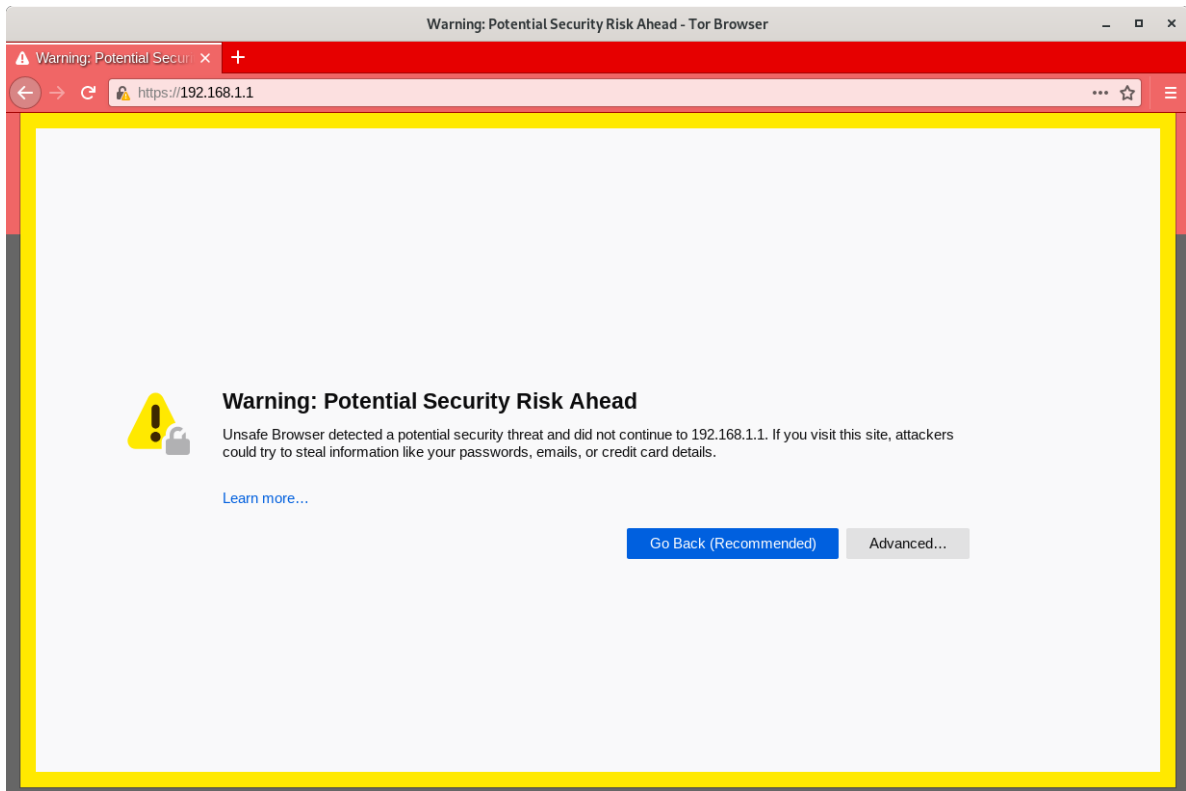 Warning: Potential Security Risk Ahead - Tor Browser
Warning: Potential Secur
https://192.168.1.1
Warning: Potential Security Risk Ahead
Unsafe Browser detected a potential security threat and did not continue to 192.168.1.1. If you visit this site, attackers
could try to steal information like your passwords, emails, or credit card details.
Learn more…
Go Back (Recommended) Advanced…